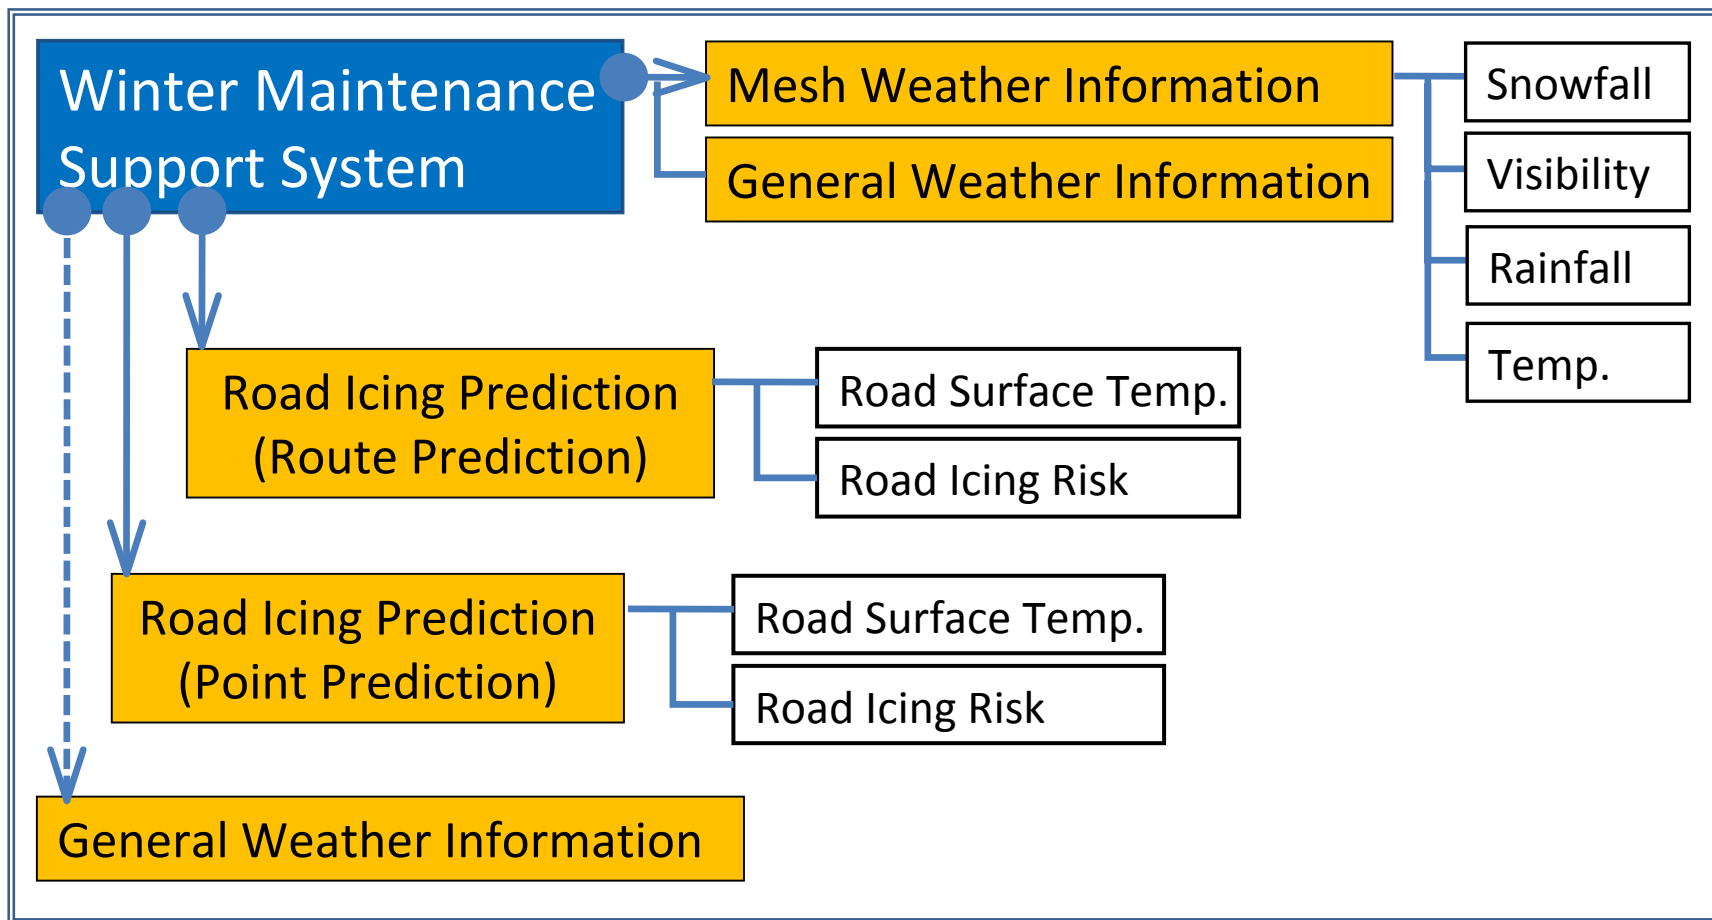 Winter Maintenance
Support System
Mesh Weather Information
General Weather Information
Snowfall
Visibility
Rainfall
Temp.
Road Icing Prediction
(Route Prediction)
Road Surface Temp.
Road Icing Risk
Road Icing Prediction
(Point Prediction)
Road Surface Temp.
Road Icing Risk
General Weather Information